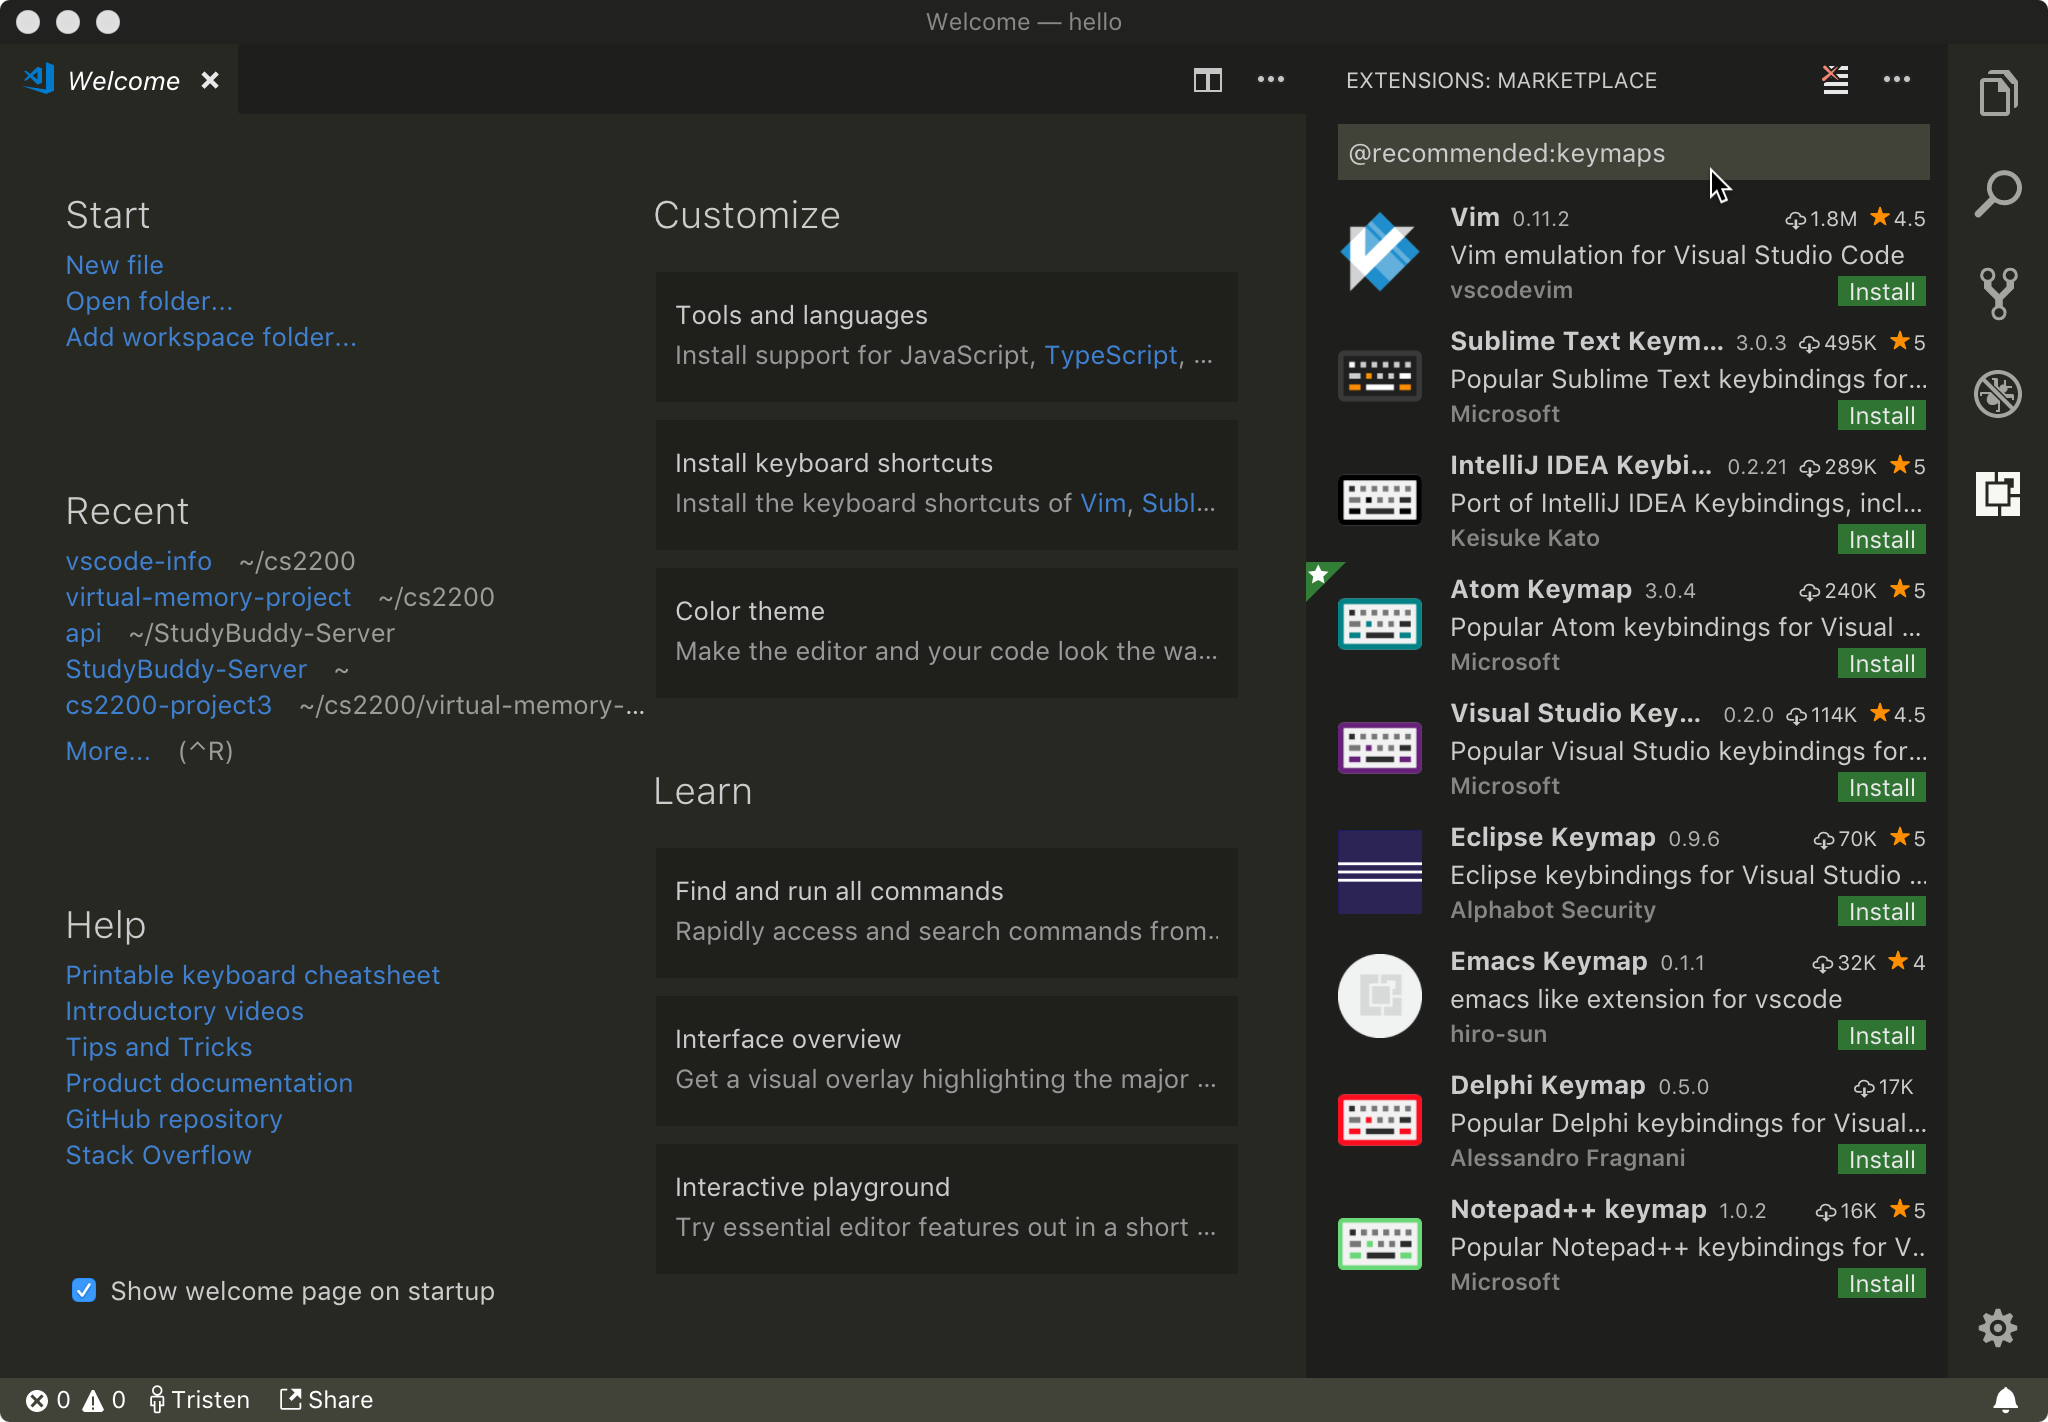 Welcome — hello
Welcome
EXTENSIONS: MARKETPLACE
@recommended:keymaps
Start
New file
Open folder...
Add workspace folder...
Recent
vscode-info ~/cs2200
virtual-memory-project ~/cs2200
api ~/StudyBuddy-Server
StudyBuddy-Server ~
cs2200-project3 ~/cs2200/virtual-memory-...
More... (^R)
Help
Printable keyboard cheatsheet
Introductory videos
Tips and Tricks
Product documentation
GitHub repository
Stack Overflow
Show welcome page on startup
Customize
Tools and languages
Install support for JavaScript, TypeScript, ...
Install keyboard shortcuts
Install the keyboard shortcuts of Vim, Subl...
Color theme
Make the editor and your code look the wa...
Learn
Find and run all commands
Rapidly access and search commands from..
Interface overview
Get a visual overlay highlighting the major ...
Interactive playground
Try essential editor features out in a short ...
Vim 0.11.2 1.8M 4.5
Vim emulation for Visual Studio Code
vscodevim Install
Sublime Text Keym... 3.0.3 495K 5
Popular Sublime Text keybindings for...
Microsoft Install
IntelliJ IDEA Keybi... 0.2.21 289K 5
Port of IntelliJ IDEA Keybindings, incl...
Keisuke Kato Install
Atom Keymap 3.0.4 240K 5
Popular Atom keybindings for Visual ...
Microsoft Install
Visual Studio Key... 0.2.0 114K 4.5
Popular Visual Studio keybindings for...
Microsoft Install
Eclipse Keymap 0.9.6 70K 5
Eclipse keybindings for Visual Studio ...
Alphabot Security Install
Emacs Keymap 0.1.1 32K 4
emacs like extension for vscode
hiro-sun Install
Delphi Keymap 0.5.0 17K
Popular Delphi keybindings for Visual...
Alessandro Fragnani Install
Notepad++ keymap 1.0.2 16K 5
Popular Notepad++ keybindings for V..
Microsoft Install
0 0 Tristen Share